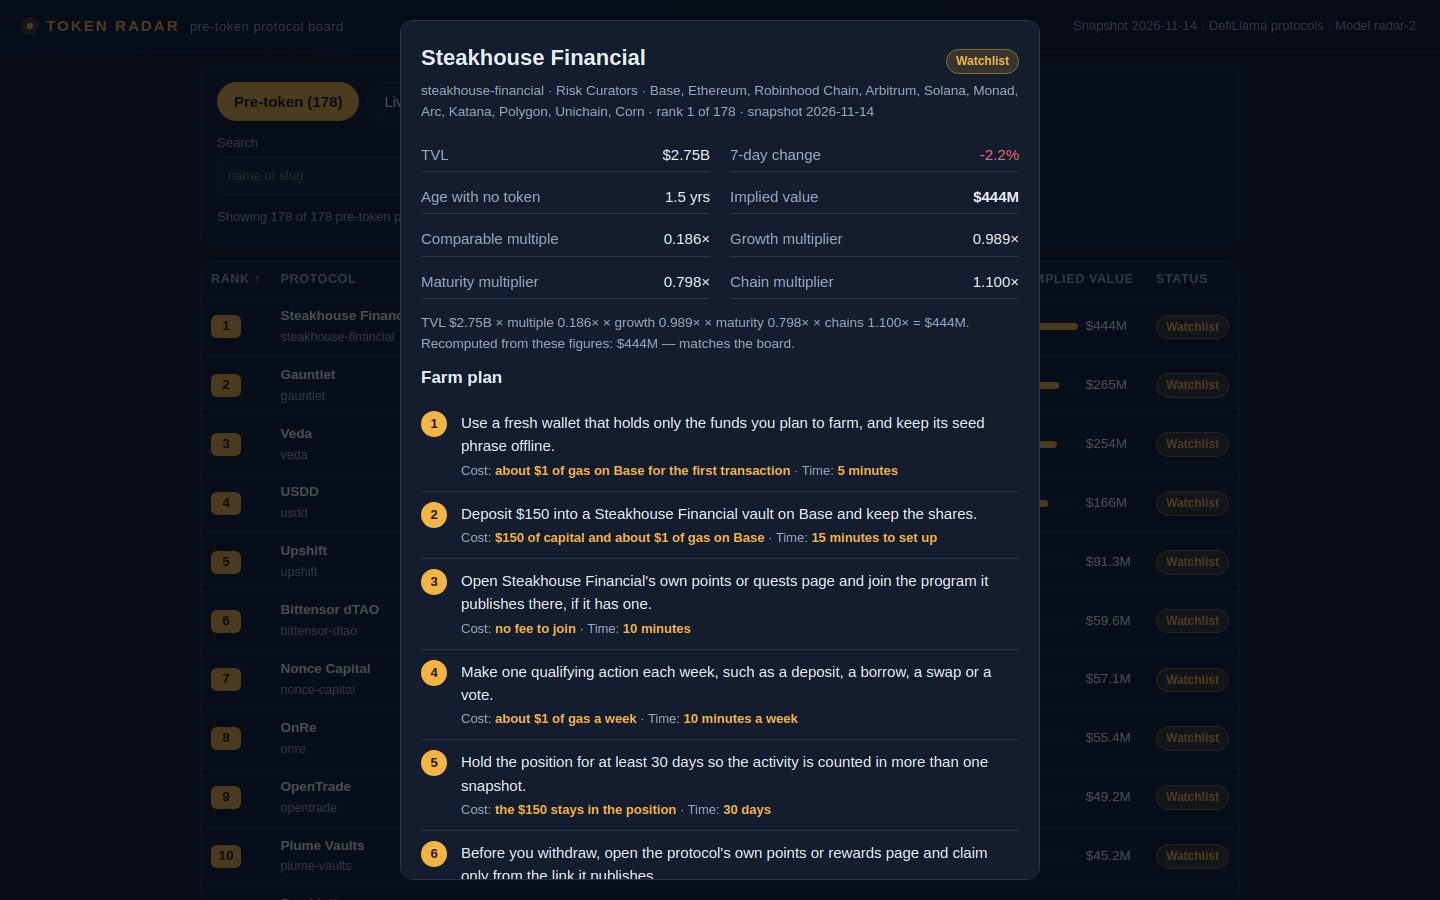 TOKEN RADAR pre-token protocol board
Snapshot 2026-11-14 · DefiLlama protocols · Model radar-2
Pre-token (178)
Search
name or slug
Showing 178 of 178 pre-token
RANK ↑ PROTOCOL
IMPLIED VALUE STATUS
1 Steakhouse steakhouse-financial $444M Watchlist
2 Gauntlet gauntlet $265M Watchlist
3 Veda veda $254M Watchlist
4 USDD usdd $166M Watchlist
5 Upshift upshift $91.3M Watchlist
6 Bittensor dTAO bittensor-dtao $59.6M Watchlist
7 Nonce Capital nonce-capital $57.1M Watchlist
8 OnRe onre $55.4M Watchlist
9 OpenTrade opentrade $49.2M Watchlist
10 Plume Vaults plume-vaults $45.2M Watchlist
Steakhouse Financial
Watchlist
steakhouse-financial · Risk Curators · Base, Ethereum, Robinhood Chain, Arbitrum, Solana, Monad,
Arc, Katana, Polygon, Unichain, Corn · rank 1 of 178 · snapshot 2026-11-14
TVL $2.75B 7-day change -2.2%
Age with no token 1.5 yrs Implied value $444M
Comparable multiple 0.186× Growth multiplier 0.989×
Maturity multiplier 0.798× Chain multiplier 1.100×
TVL $2.75B × multiple 0.186× × growth 0.989× × maturity 0.798× × chains 1.100× = $444M.
Recomputed from these figures: $444M — matches the board.
Farm plan
1 Use a fresh wallet that holds only the funds you plan to farm, and keep its seed
phrase offline.
Cost: about $1 of gas on Base for the first transaction · Time: 5 minutes
2 Deposit $150 into a Steakhouse Financial vault on Base and keep the shares.
Cost: $150 of capital and about $1 of gas on Base · Time: 15 minutes to set up
3 Open Steakhouse Financial's own points or quests page and join the program it
publishes there, if it has one.
Cost: no fee to join · Time: 10 minutes
4 Make one qualifying action each week, such as a deposit, a borrow, a swap or a
vote.
Cost: about $1 of gas a week · Time: 10 minutes a week
5 Hold the position for at least 30 days so the activity is counted in more than one
snapshot.
Cost: the $150 stays in the position · Time: 30 days
6 Before you withdraw, open the protocol's own points or rewards page and claim
only from the link it publishes.